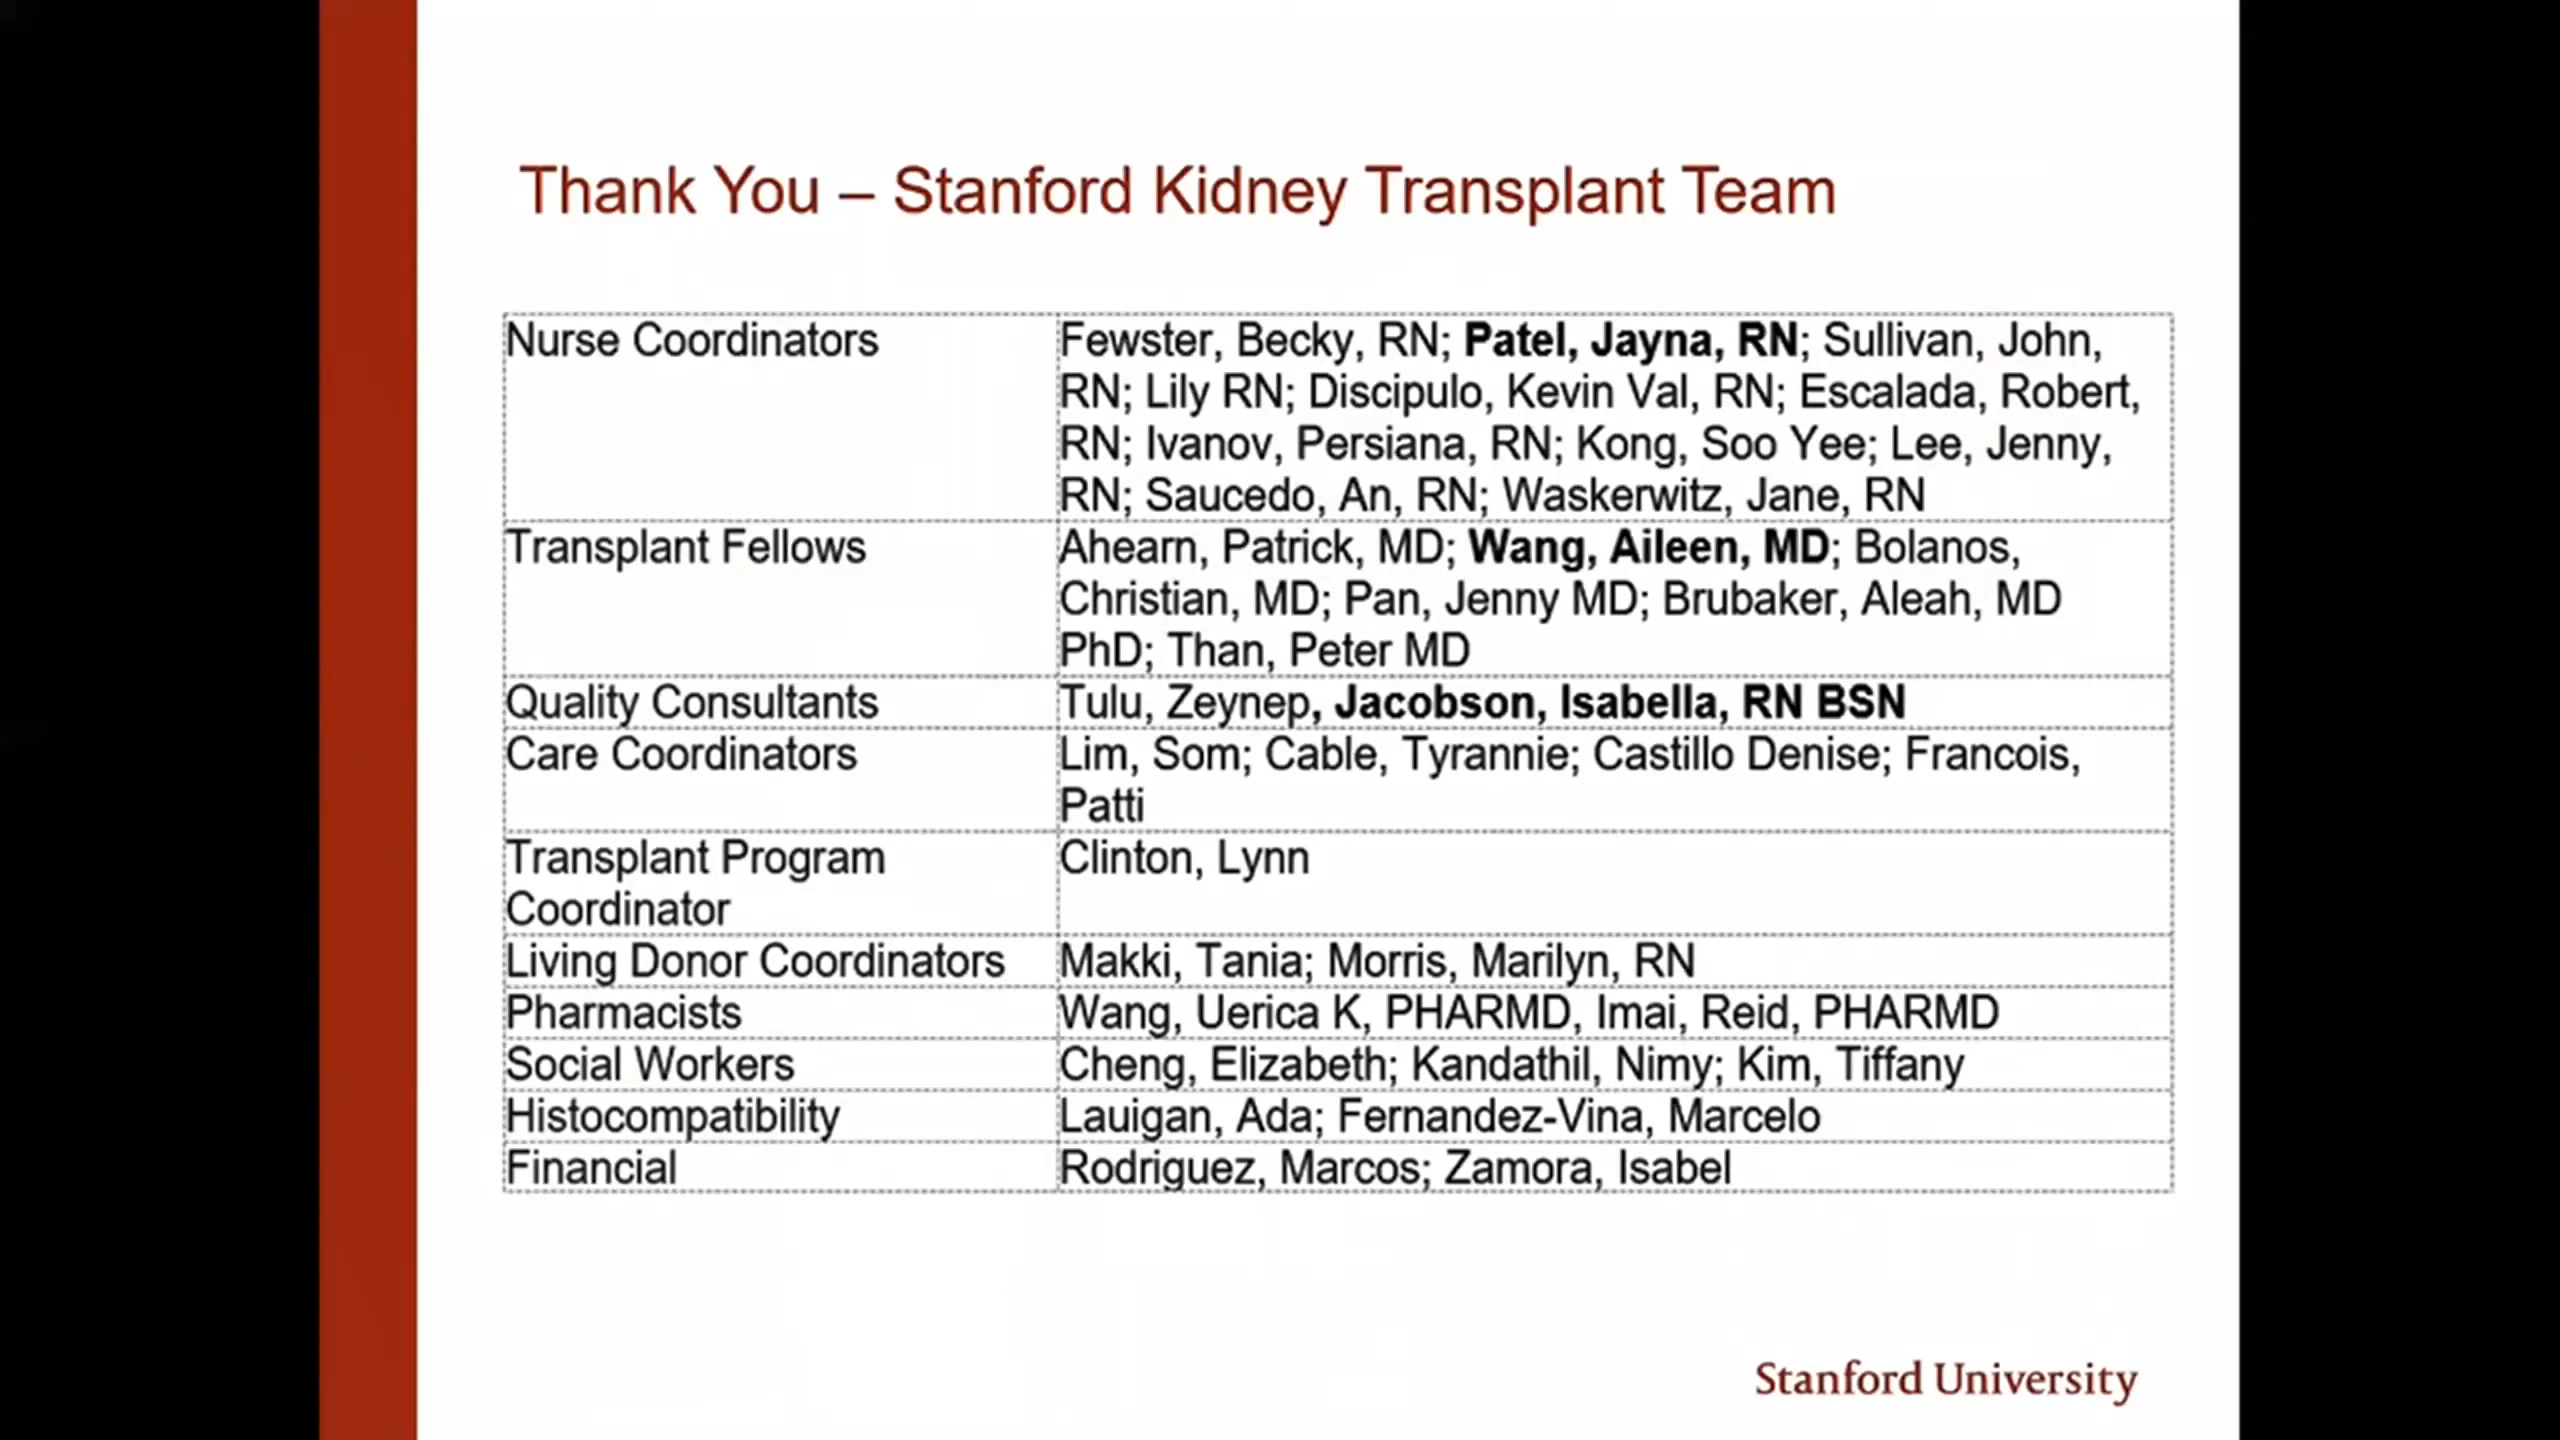 Thank You – Stanford Kidney Transplant Team
Nurse Coordinators
Fewster, Becky, RN; Patel, Jayna, RN; Sullivan, John,
RN; Lily RN; Discipulo, Kevin Val, RN; Escalada, Robert,
RN; Ivanov, Persiana, RN; Kong, Soo Yee; Lee, Jenny,
RN; Saucedo, An, RN; Waskerwitz, Jane, RN
Transplant Fellows
Ahearn, Patrick, MD; Wang, Aileen, MD; Bolanos,
Christian, MD; Pan, Jenny MD; Brubaker, Aleah, MD
PhD; Than, Peter MD
Quality Consultants
Tulu, Zeynep, Jacobson, Isabella, RN BSN
Care Coordinators
Lim, Som; Cable, Tyrannie; Castillo Denise; Francois,
Patti
Transplant Program
Coordinator
Clinton, Lynn
Living Donor Coordinators
Makki, Tania; Morris, Marilyn, RN
Pharmacists
Wang, Uerica K, PHARMD, Imai, Reid, PHARMD
Social Workers
Cheng, Elizabeth; Kandathil, Nimy; Kim, Tiffany
Histocompatibility
Lauigan, Ada; Fernandez-Vina, Marcelo
Financial
Rodriguez, Marcos; Zamora, Isabel
Stanford University